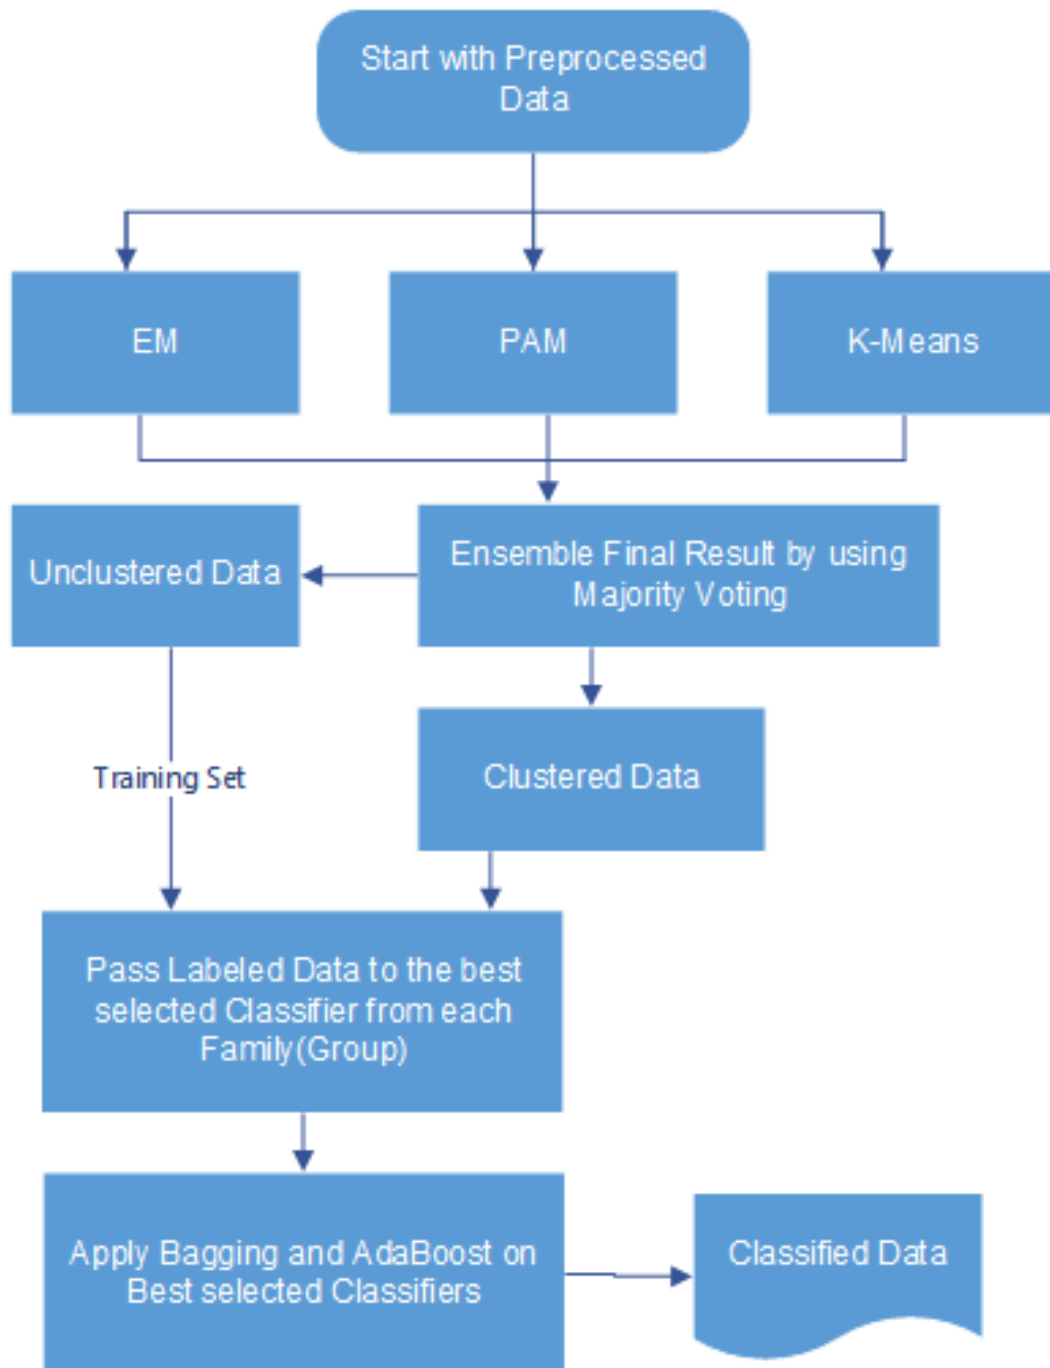 Start with Preprocessed
Data
EM
PAM
K-Means
Unclustered Data
Ensemble Final Result by using
Majority Voting
Clustered Data
Training Set
Pass Labeled Data to the best
selected Classifier from each
Family(Group)
Apply Bagging and AdaBoost on
Best selected Classifiers
Classified Data